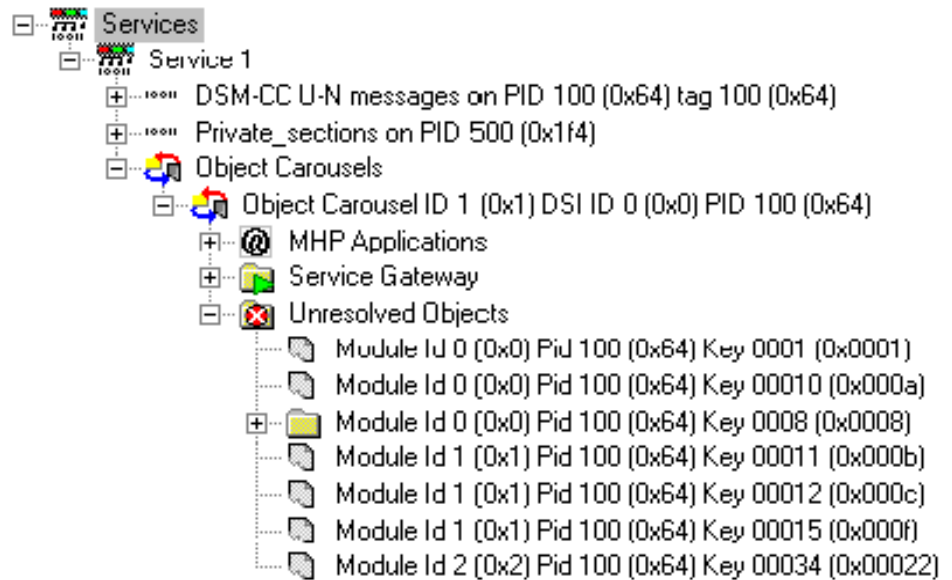 Services
Service 1
DSM-CC U-N messages on PID 100 (0x64) tag 100 (0x64)
Private_sections on PID 500 (0x1f4)
Object Carousels
Object Carousel ID 1 (0x1) DSI ID 0 (0x0) PID 100 (0x64)
MHP Applications
Service Gateway
Unresolved Objects
Module Id 0 (0x0) Pid 100 (0x64) Key 0001 (0x0001)
Module Id 0 (0x0) Pid 100 (0x64) Key 00010 (0x000a)
Module Id 0 (0x0) Pid 100 (0x64) Key 0008 (0x0008)
Module Id 1 (0x1) Pid 100 (0x64) Key 00011 (0x000b)
Module Id 1 (0x1) Pid 100 (0x64) Key 00012 (0x000c)
Module Id 1 (0x1) Pid 100 (0x64) Key 00015 (0x000f)
Module Id 2 (0x2) Pid 100 (0x64) Key 00034 (0x00022)